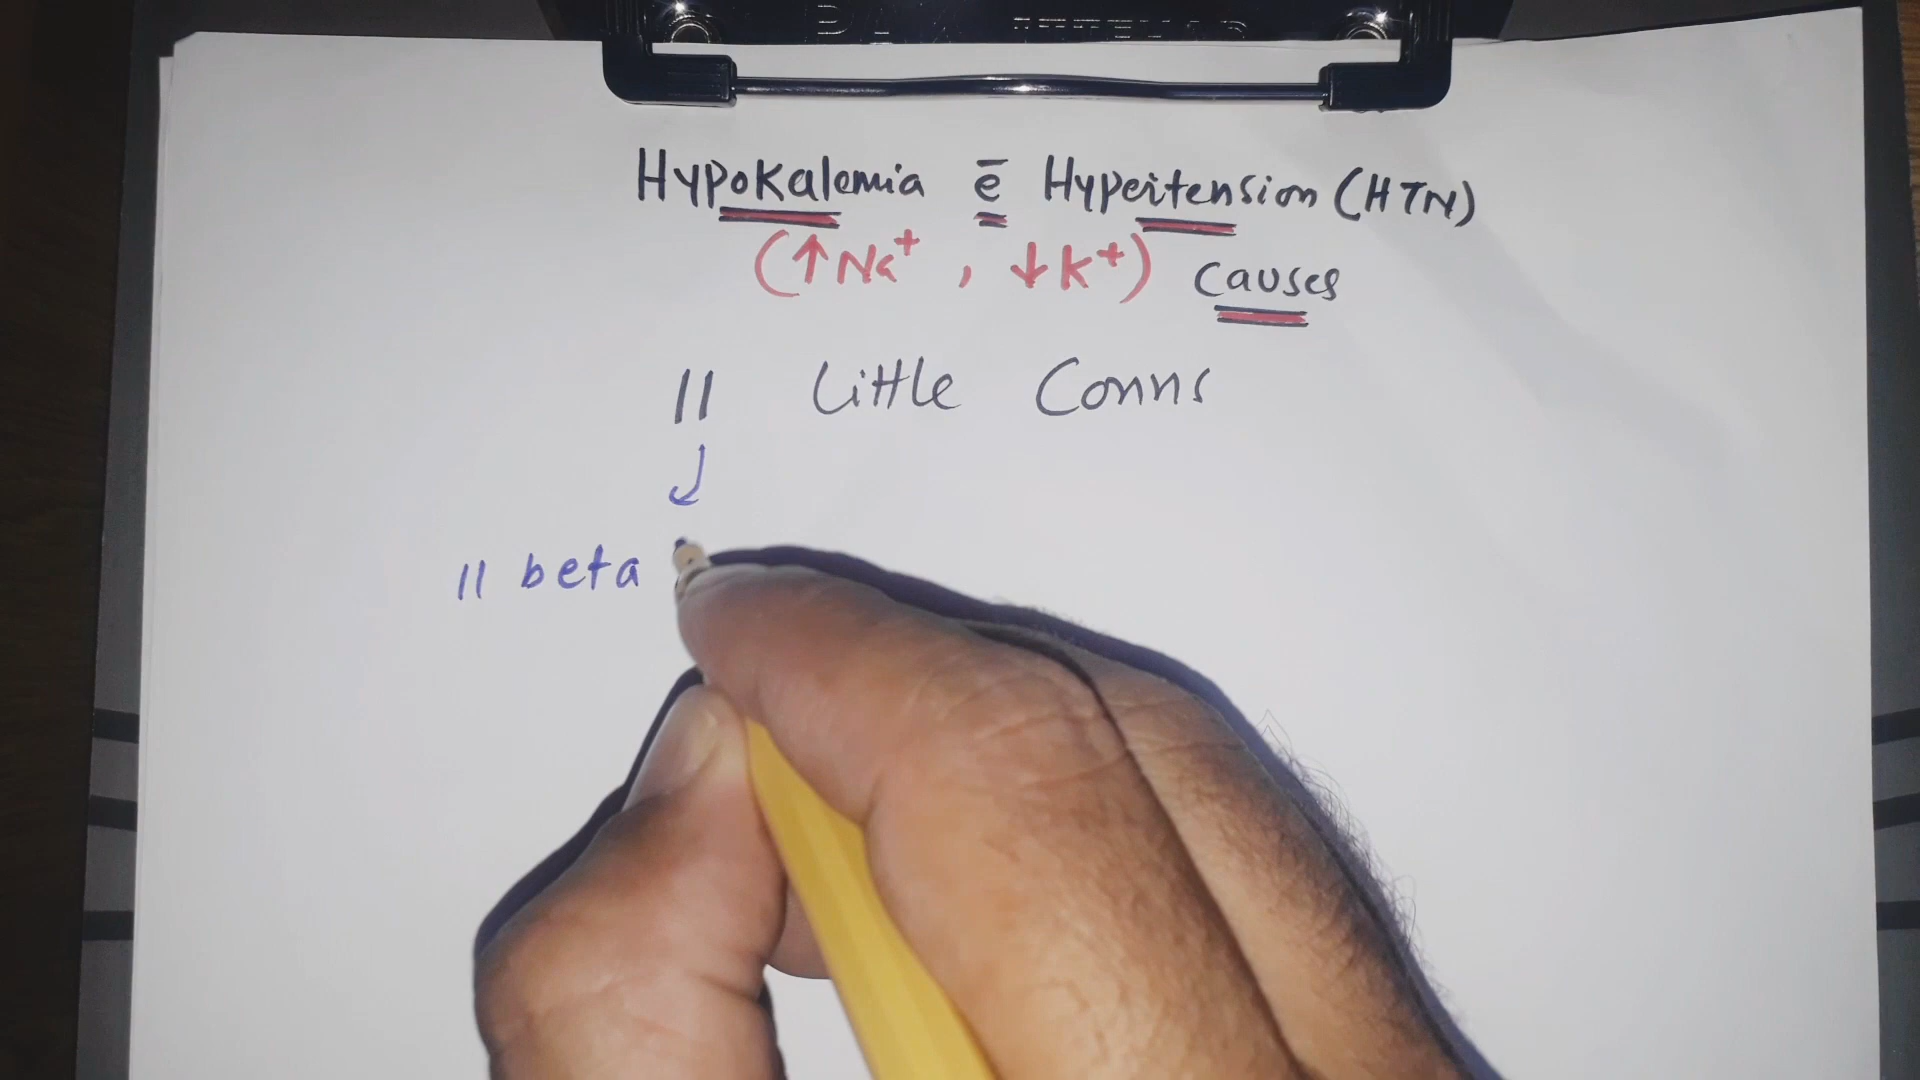 Hypokalemia ē Hypertension (HTN)
(↑Na⁺, ↓K⁺) causes
11 Little Conns
11 beta